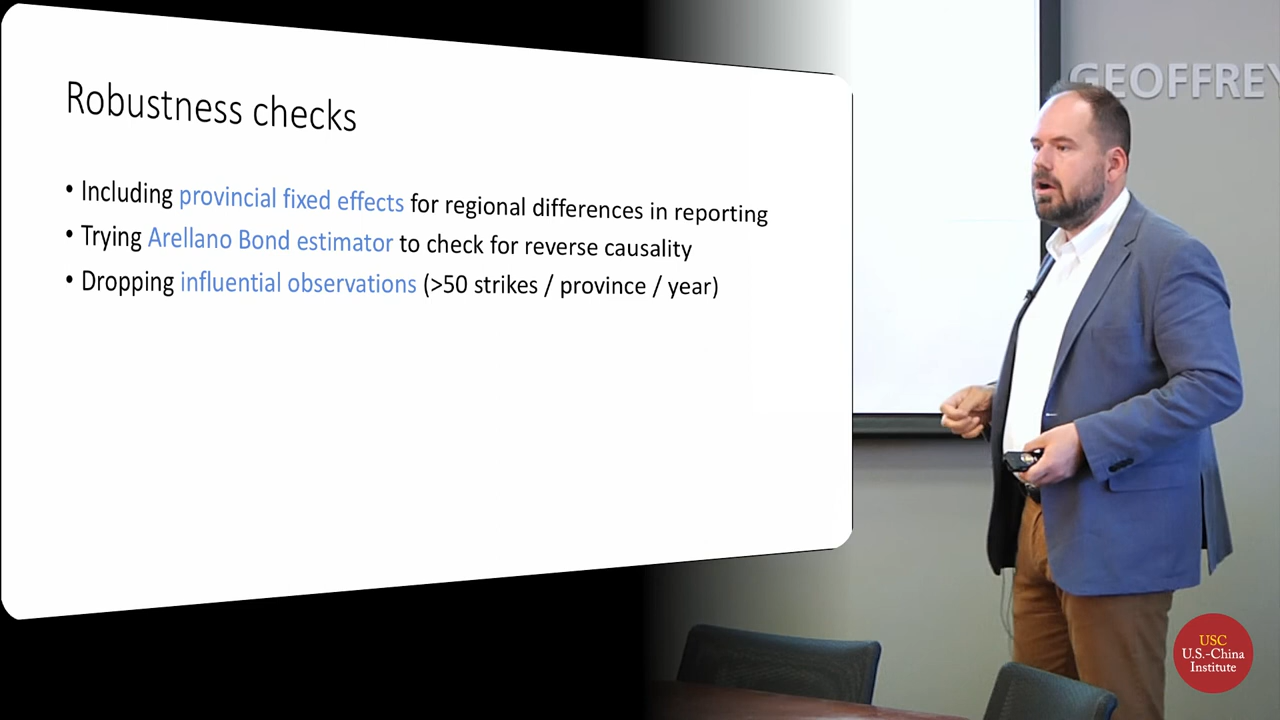 Robustness checks
• Including provincial fixed effects for regional differences in reporting
• Trying Arellano Bond estimator to check for reverse causality
• Dropping influential observations (>50 strikes / province / year)
GEOFFREY
USC
U.S.-China
Institute